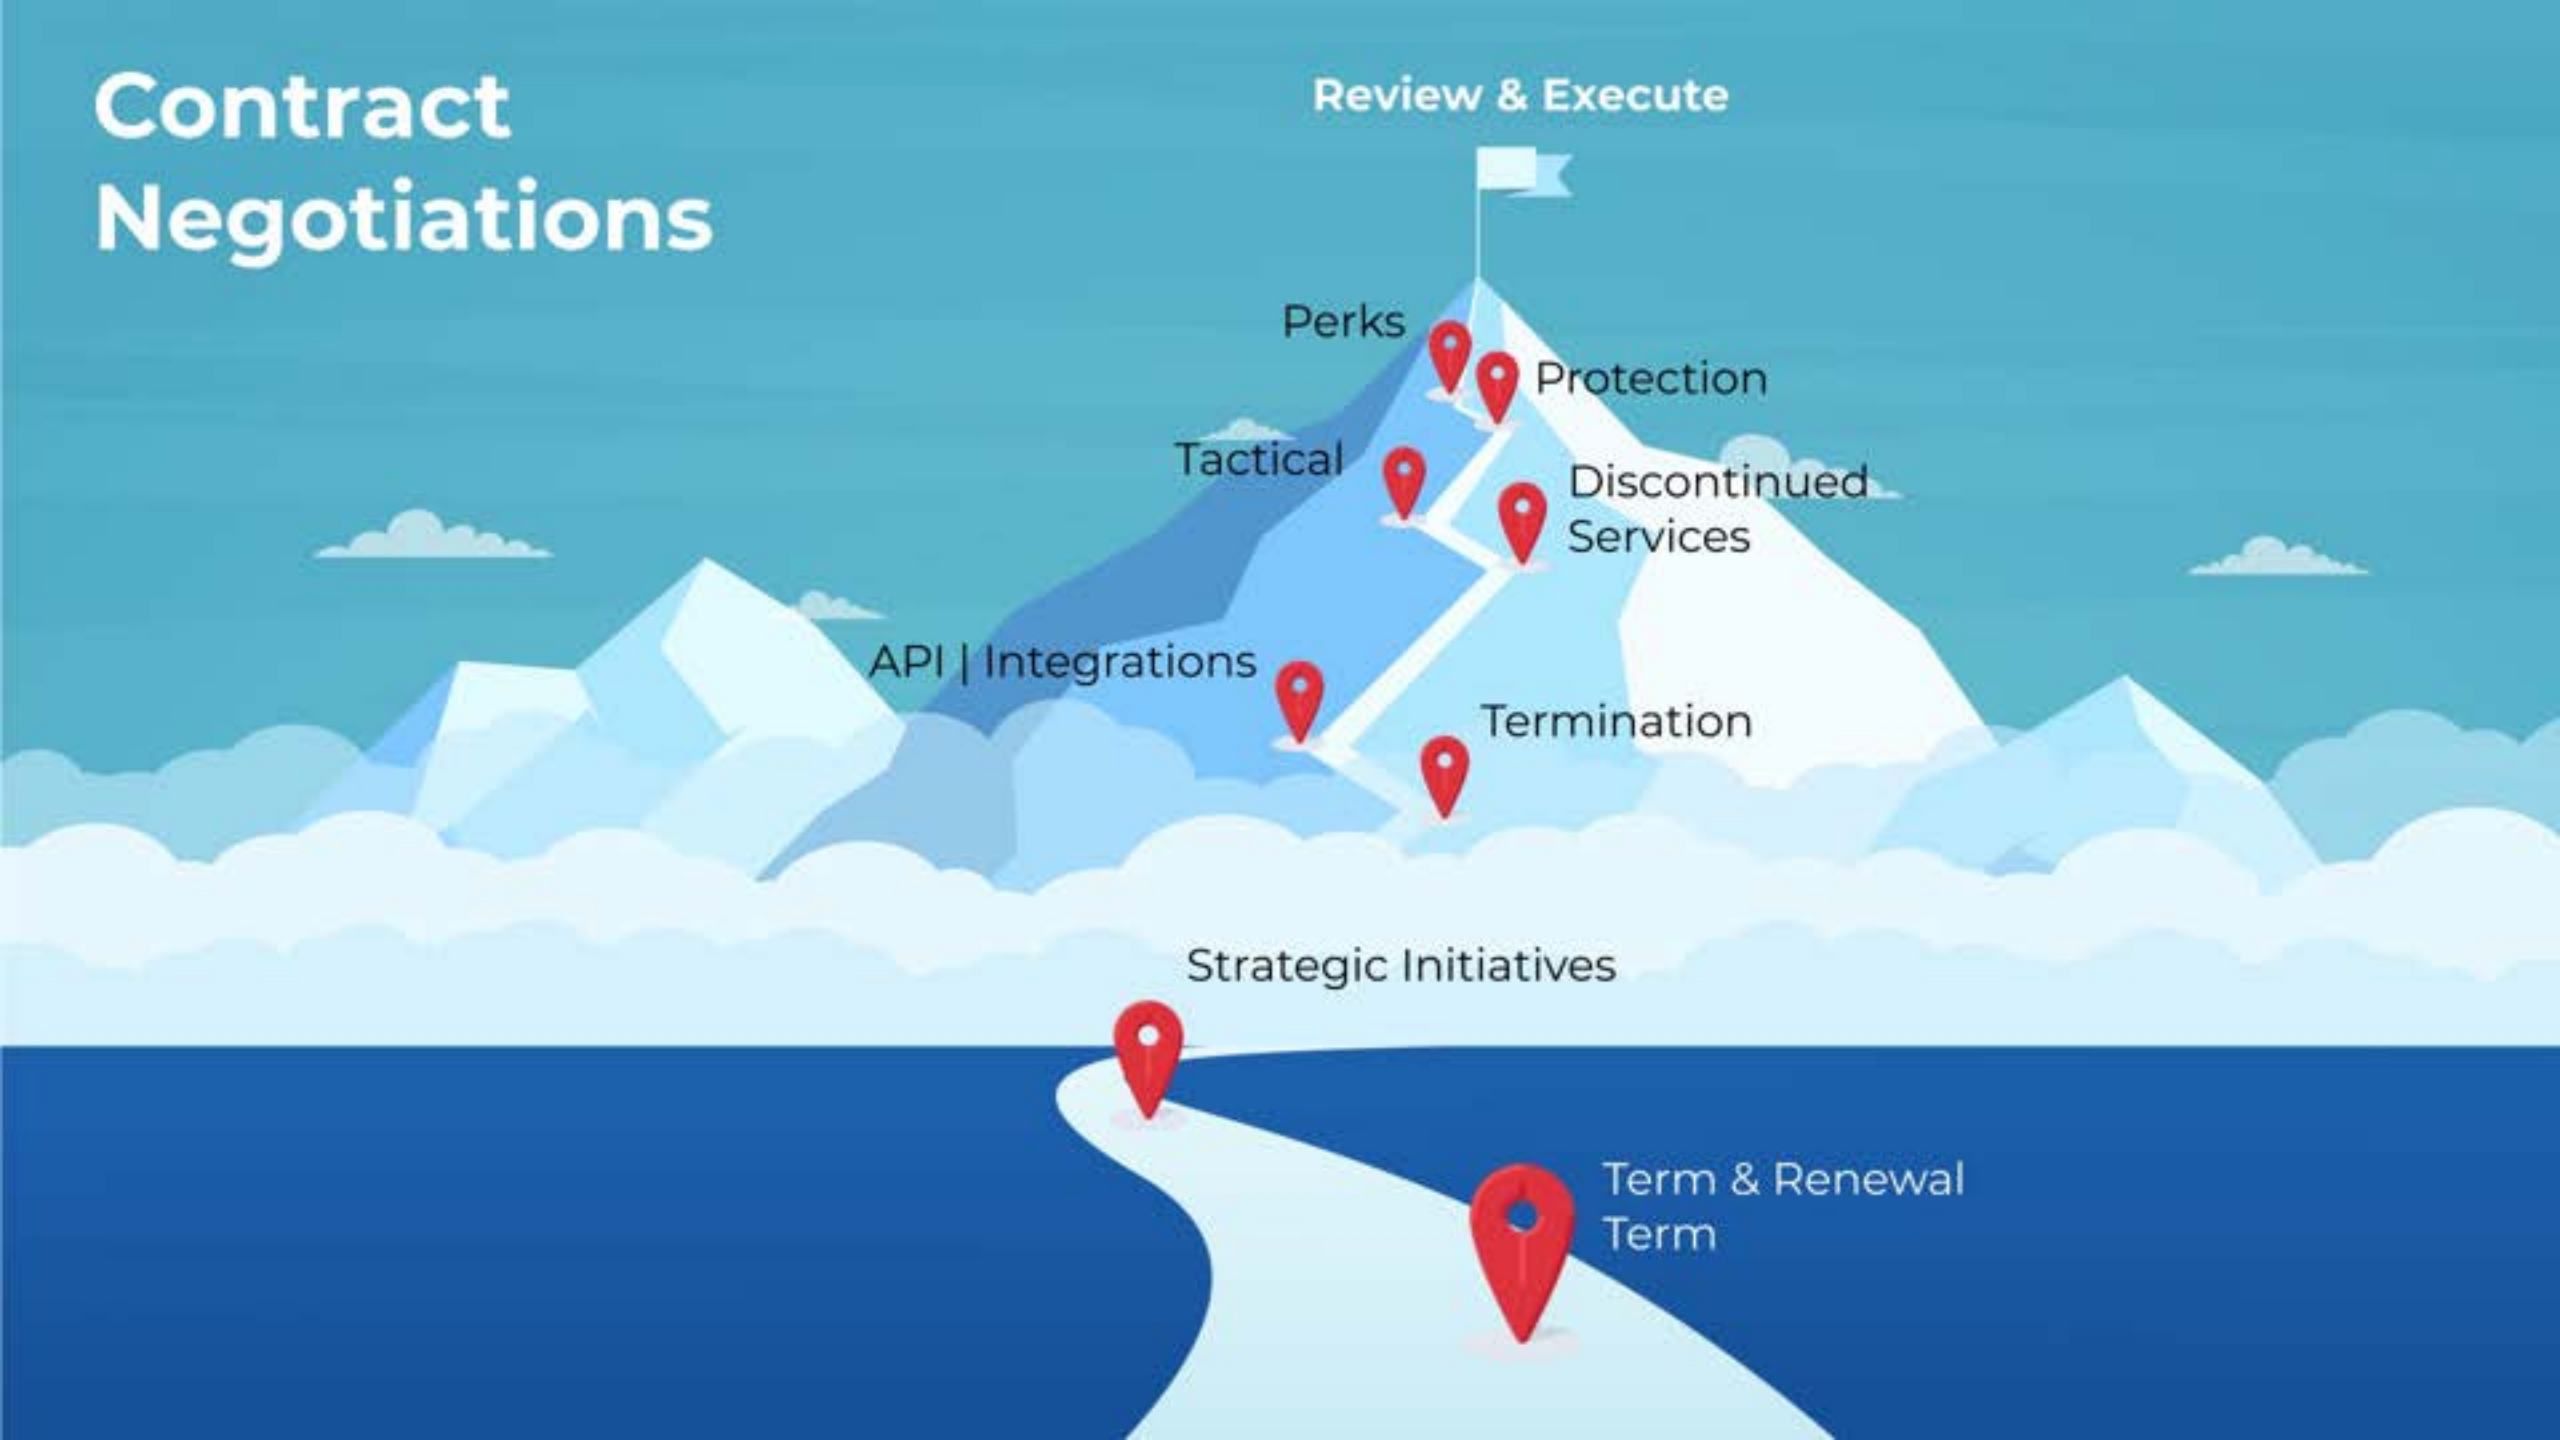 Contract
Negotiations
Review & Execute
Perks
Protection
Tactical
Discontinued
Services
API | Integrations
Termination
Strategic Initiatives
Term & Renewal
Term